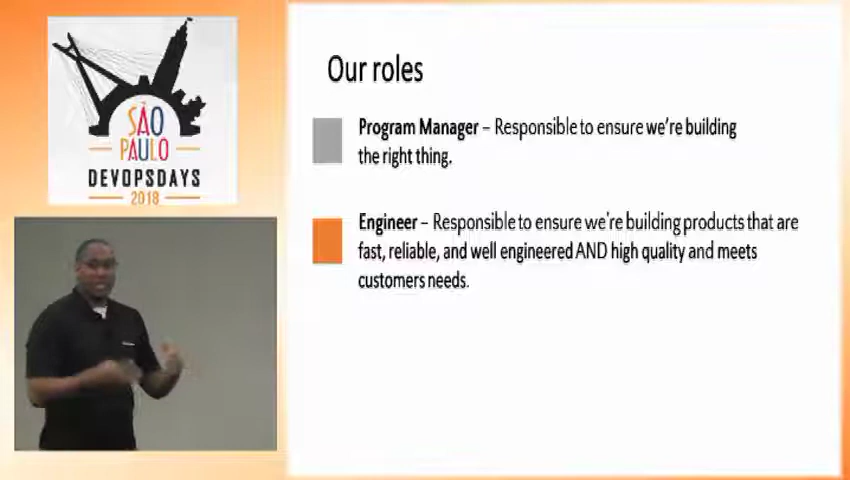 SÃO
PAULO
DEVOPSDAYS
2018
Our roles
Program Manager – Responsible to ensure we're building
the right thing.
Engineer – Responsible to ensure we're building products that are
fast, reliable, and well engineered AND high quality and meets
customers needs.